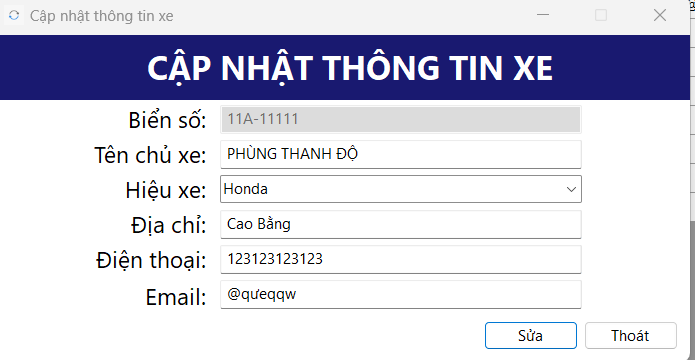 Cập nhật thông tin xe
CẬP NHẬT THÔNG TIN XE
Biển số: 11A-11111
Tên chủ xe: PHÙNG THANH ĐỘ
Hiệu xe: Honda
Địa chỉ: Cao Bằng
Điện thoại: 123123123123
Email: @qưeqqw
Sửa Thoát